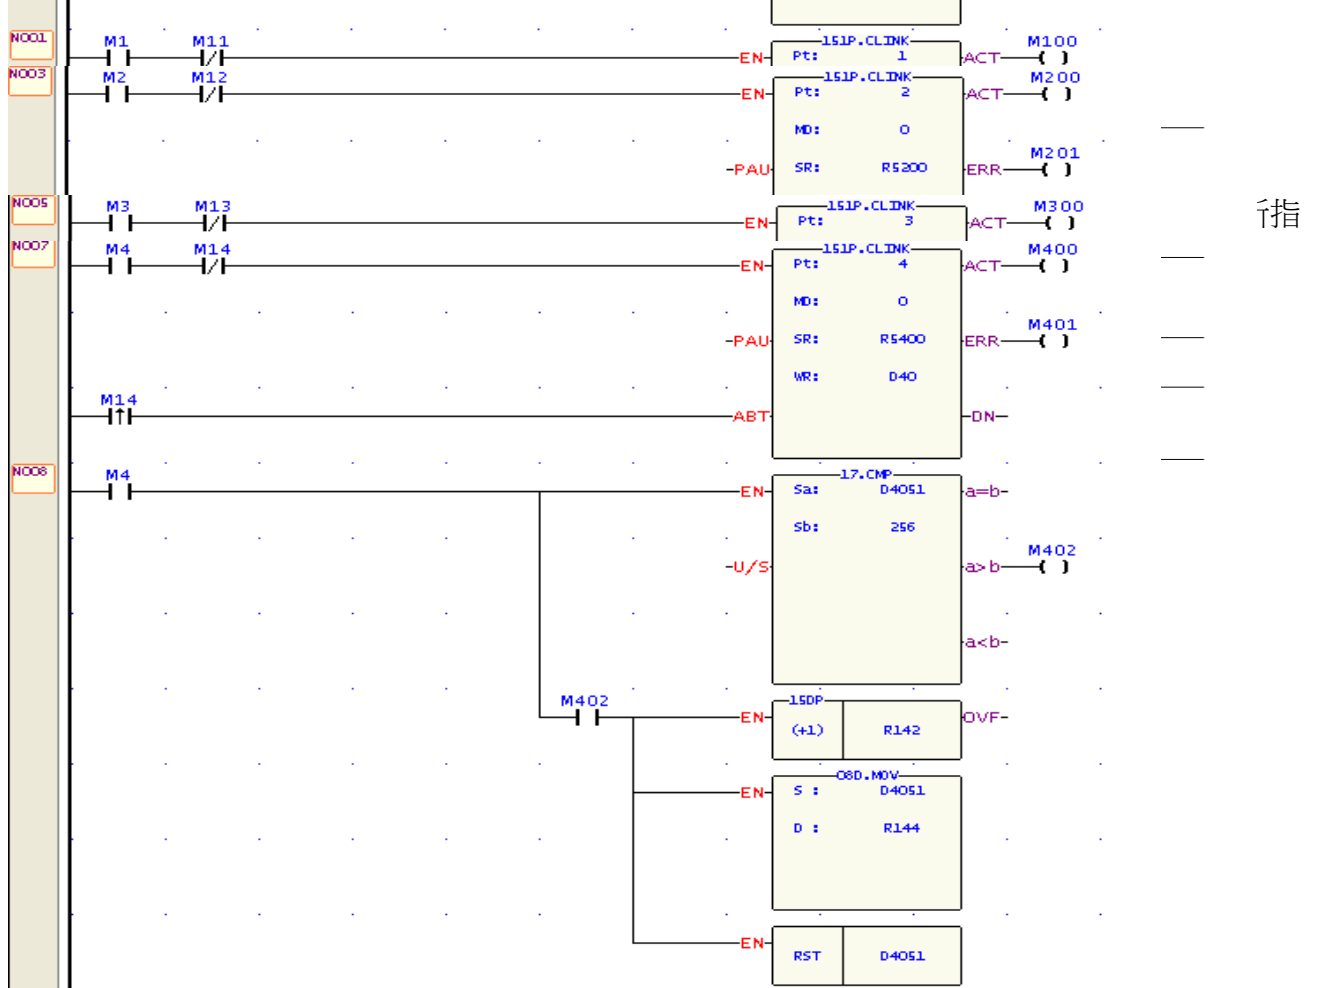 N001 M1 M11 EN 151P.CLINK Pt: 1 ACT M100 ( )
N003 M2 M12 EN 151P.CLINK Pt: 2 ACT M200 ( )
MD: 0
PAU SR: R5200 ERR M201 ( )
N005 M3 M13 EN 151P.CLINK Pt: 3 ACT M300 ( )
指
N007 M4 M14 EN 151P.CLINK Pt: 4 ACT M400 ( )
MD: 0
PAU SR: R5400 ERR M401 ( )
WR: D40
M14 ABT DN
N008 M4 EN 17.CMP Sa: D4051 a=b
Sb: 256
U/S a>b M402 ( )
a<b
M402 EN 15DP (+1) R142 OVF
EN 08D.MOV S : D4051
D : R144
EN RST D4051